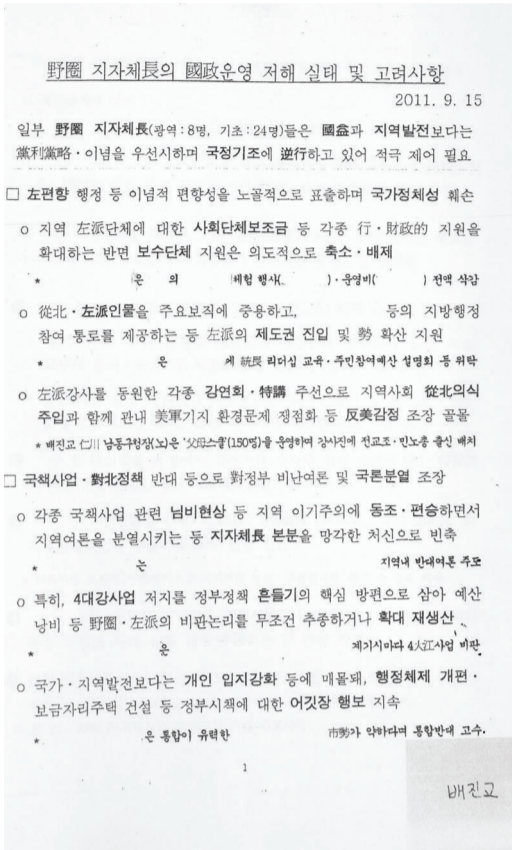 野圈 지자체長의 國政운영 저해 실태 및 고려사항
2011. 9. 15
일부 野圈 지자체長(광역:8명, 기초:24명)들은 國益과 지역발전보다는
黨利黨略·이념을 우선시하며 국정기조에 逆行하고 있어 적극 제어 필요
□ 左편향 행정 등 이념적 편향성을 노골적으로 표출하며 국가정체성 훼손
o 지역 左派단체에 대한 사회단체보조금 등 각종 行·財政的 지원을
확대하는 반면 보수단체 지원은 의도적으로 축소·배제
* 은 의 체험 행사( )·운영비( ) 전액 삭감
o 從北·左派인물을 주요보직에 중용하고, 등의 지방행정
참여 통로를 제공하는 등 左派의 제도권 진입 및 勢 확산 지원
* 은 에 統長 리더십 교육·주민참여예산 설명회 등 위탁
o 左派강사를 동원한 각종 강연회·特講 주선으로 지역사회 從北의식
주입과 함께 관내 美軍기지 환경문제 쟁점화 등 反美감정 조장 골몰
* 배진교 仁川 남동구청장(노)은 '父母스쿨'(150명)을 운영하며 강사진에 전교조·민노총 출신 배치
□ 국책사업·對北정책 반대 등으로 對정부 비난여론 및 국론분열 조장
o 각종 국책사업 관련 님비현상 등 지역 이기주의에 동조·편승하면서
지역여론을 분열시키는 등 지자체長 본분을 망각한 처신으로 빈축
* 는 지역내 반대여론 주도
o 특히, 4대강사업 저지를 정부정책 흔들기의 핵심 방편으로 삼아 예산
낭비 등 野圈·左派의 비판논리를 무조건 추종하거나 확대 재생산
* 은 제기시마다 4大江사업 비판
o 국가·지역발전보다는 개인 입지강화 등에 매몰돼, 행정체제 개편·
보금자리주택 건설 등 정부시책에 대한 어깃장 행보 지속
* 은 통합이 유력한 市勢가 약하다며 통합반대 고수
1
배진교